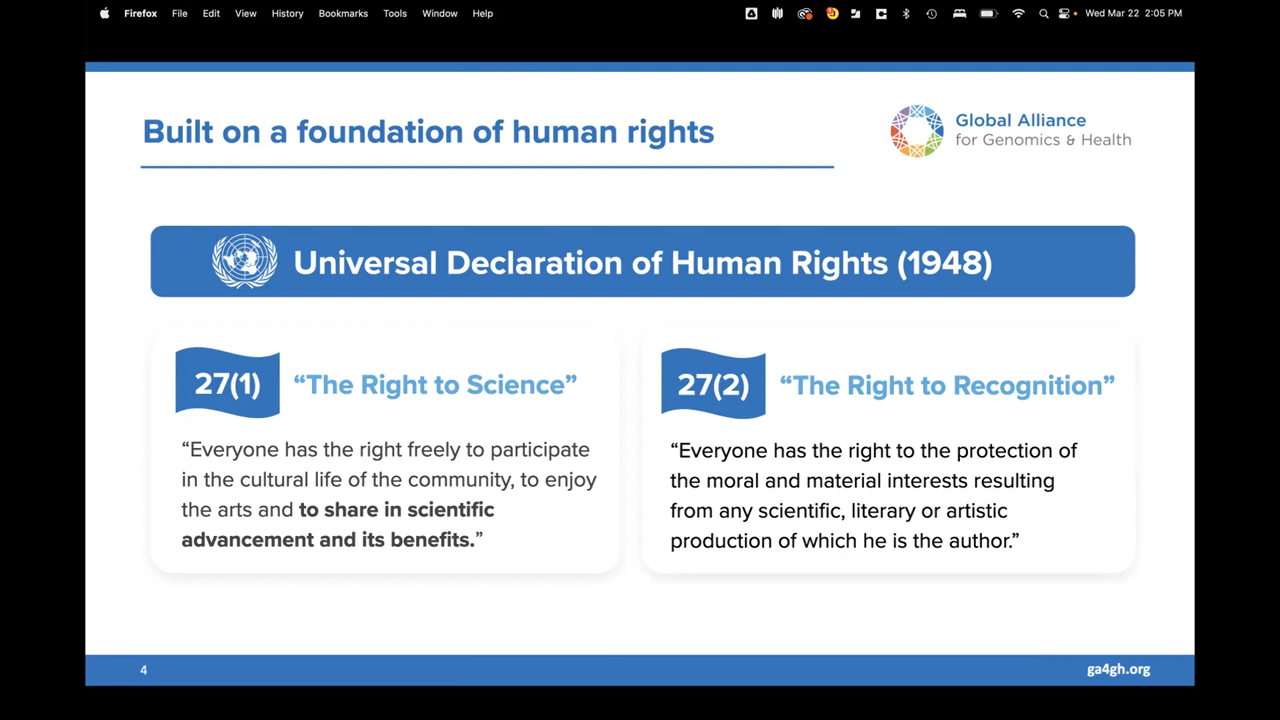 Firefox File Edit View History Bookmarks Tools Window Help Wed Mar 22 2:05 PM
Built on a foundation of human rights
Global Alliance
for Genomics & Health
Universal Declaration of Human Rights (1948)
27(1) “The Right to Science”
“Everyone has the right freely to participate
in the cultural life of the community, to enjoy
the arts and to share in scientific
advancement and its benefits.”
27(2) “The Right to Recognition”
“Everyone has the right to the protection of
the moral and material interests resulting
from any scientific, literary or artistic
production of which he is the author.”
4
ga4gh.org